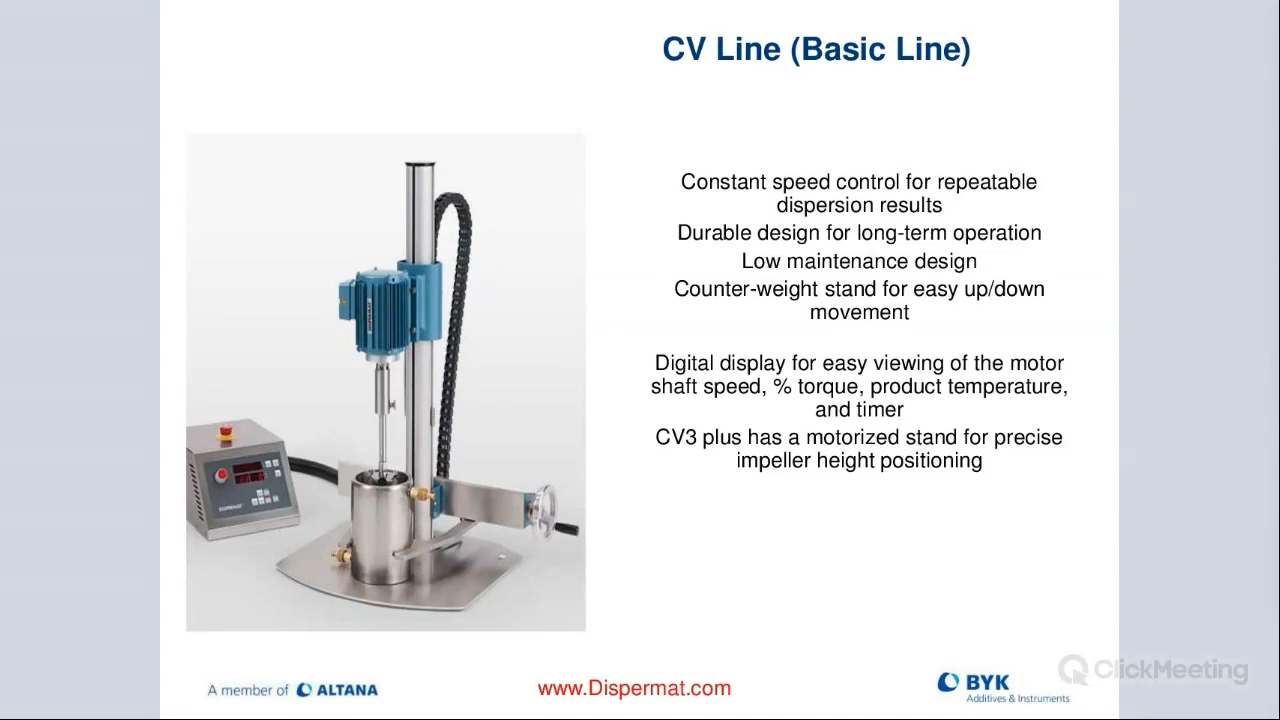 CV Line (Basic Line)
Constant speed control for repeatable
dispersion results
Durable design for long-term operation
Low maintenance design
Counter-weight stand for easy up/down
movement
Digital display for easy viewing of the motor
shaft speed, % torque, product temperature,
and timer
CV3 plus has a motorized stand for precise
impeller height positioning
DISPERMAT
A member of ALTANA
www.Dispermat.com
BYK
Additives & Instruments
ClickMeeting